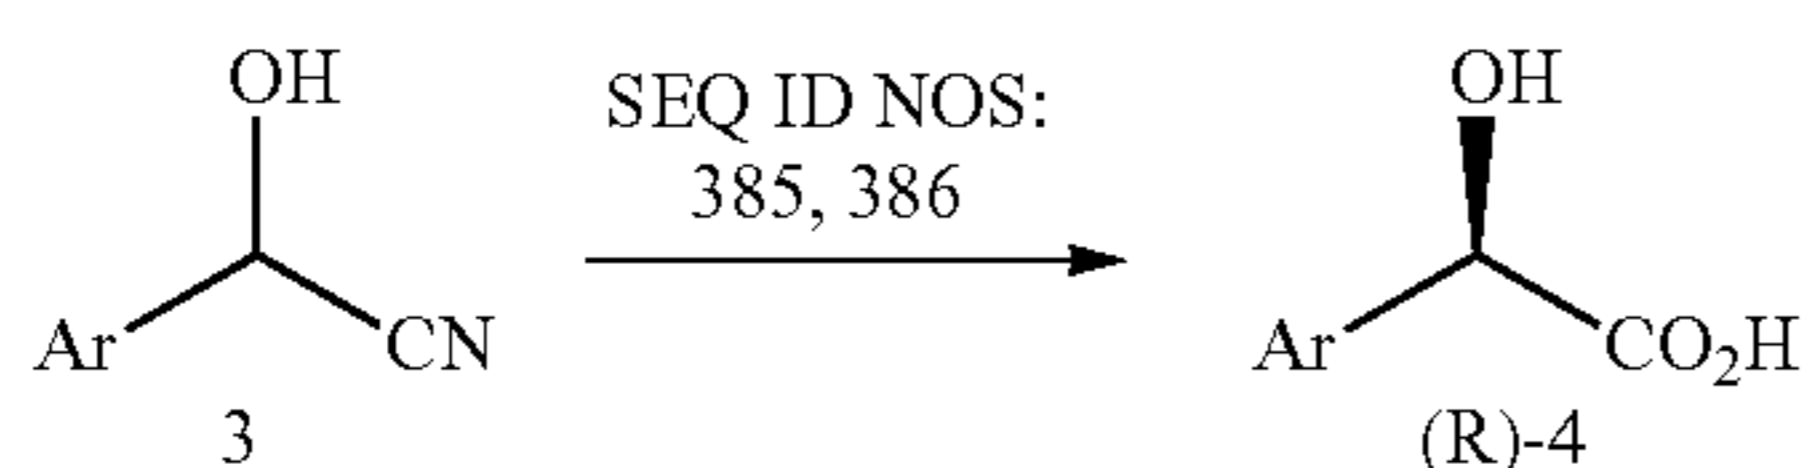 OH
Ar
CN
3
SEQ ID NOS:
385, 386
OH
Ar
CO2H
(R)-4